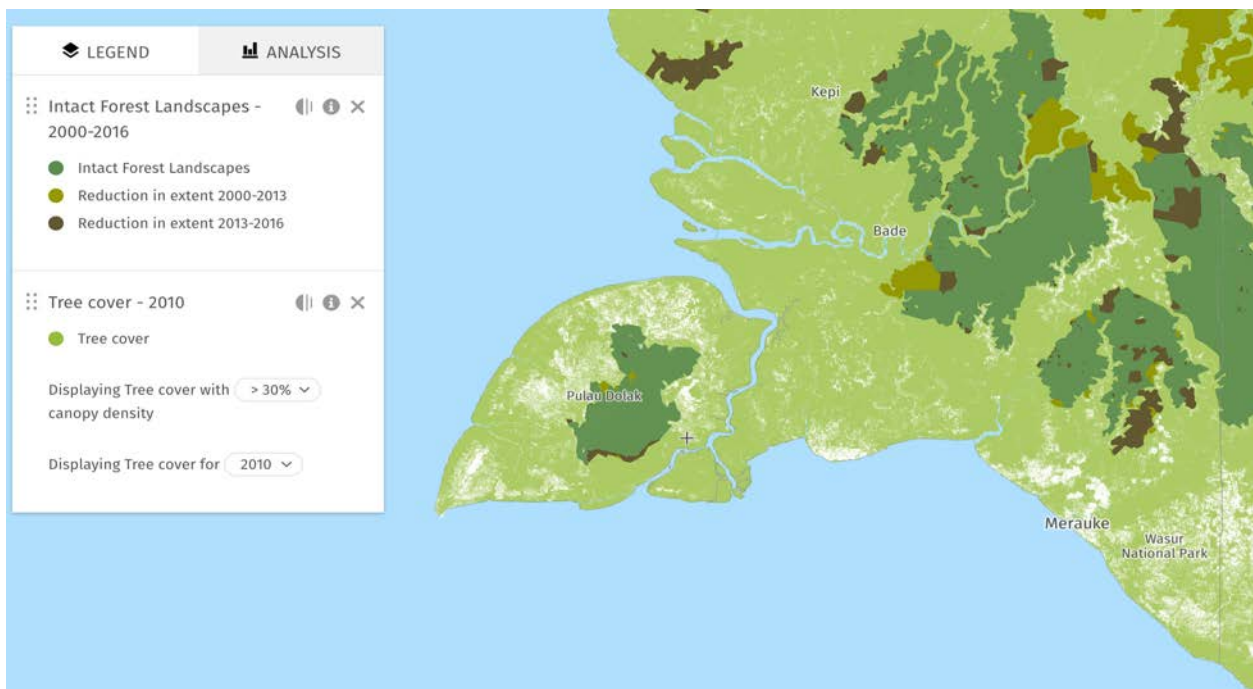 LEGEND
ANALYSIS
Intact Forest Landscapes -
2000-2016
Intact Forest Landscapes
Reduction in extent 2000-2013
Reduction in extent 2013-2016
Tree cover - 2010
Tree cover
Displaying Tree cover with > 30%
canopy density
Displaying Tree cover for 2010
Kepi
Bade
Pulau Dolak
Merauke
Wasur
National Park